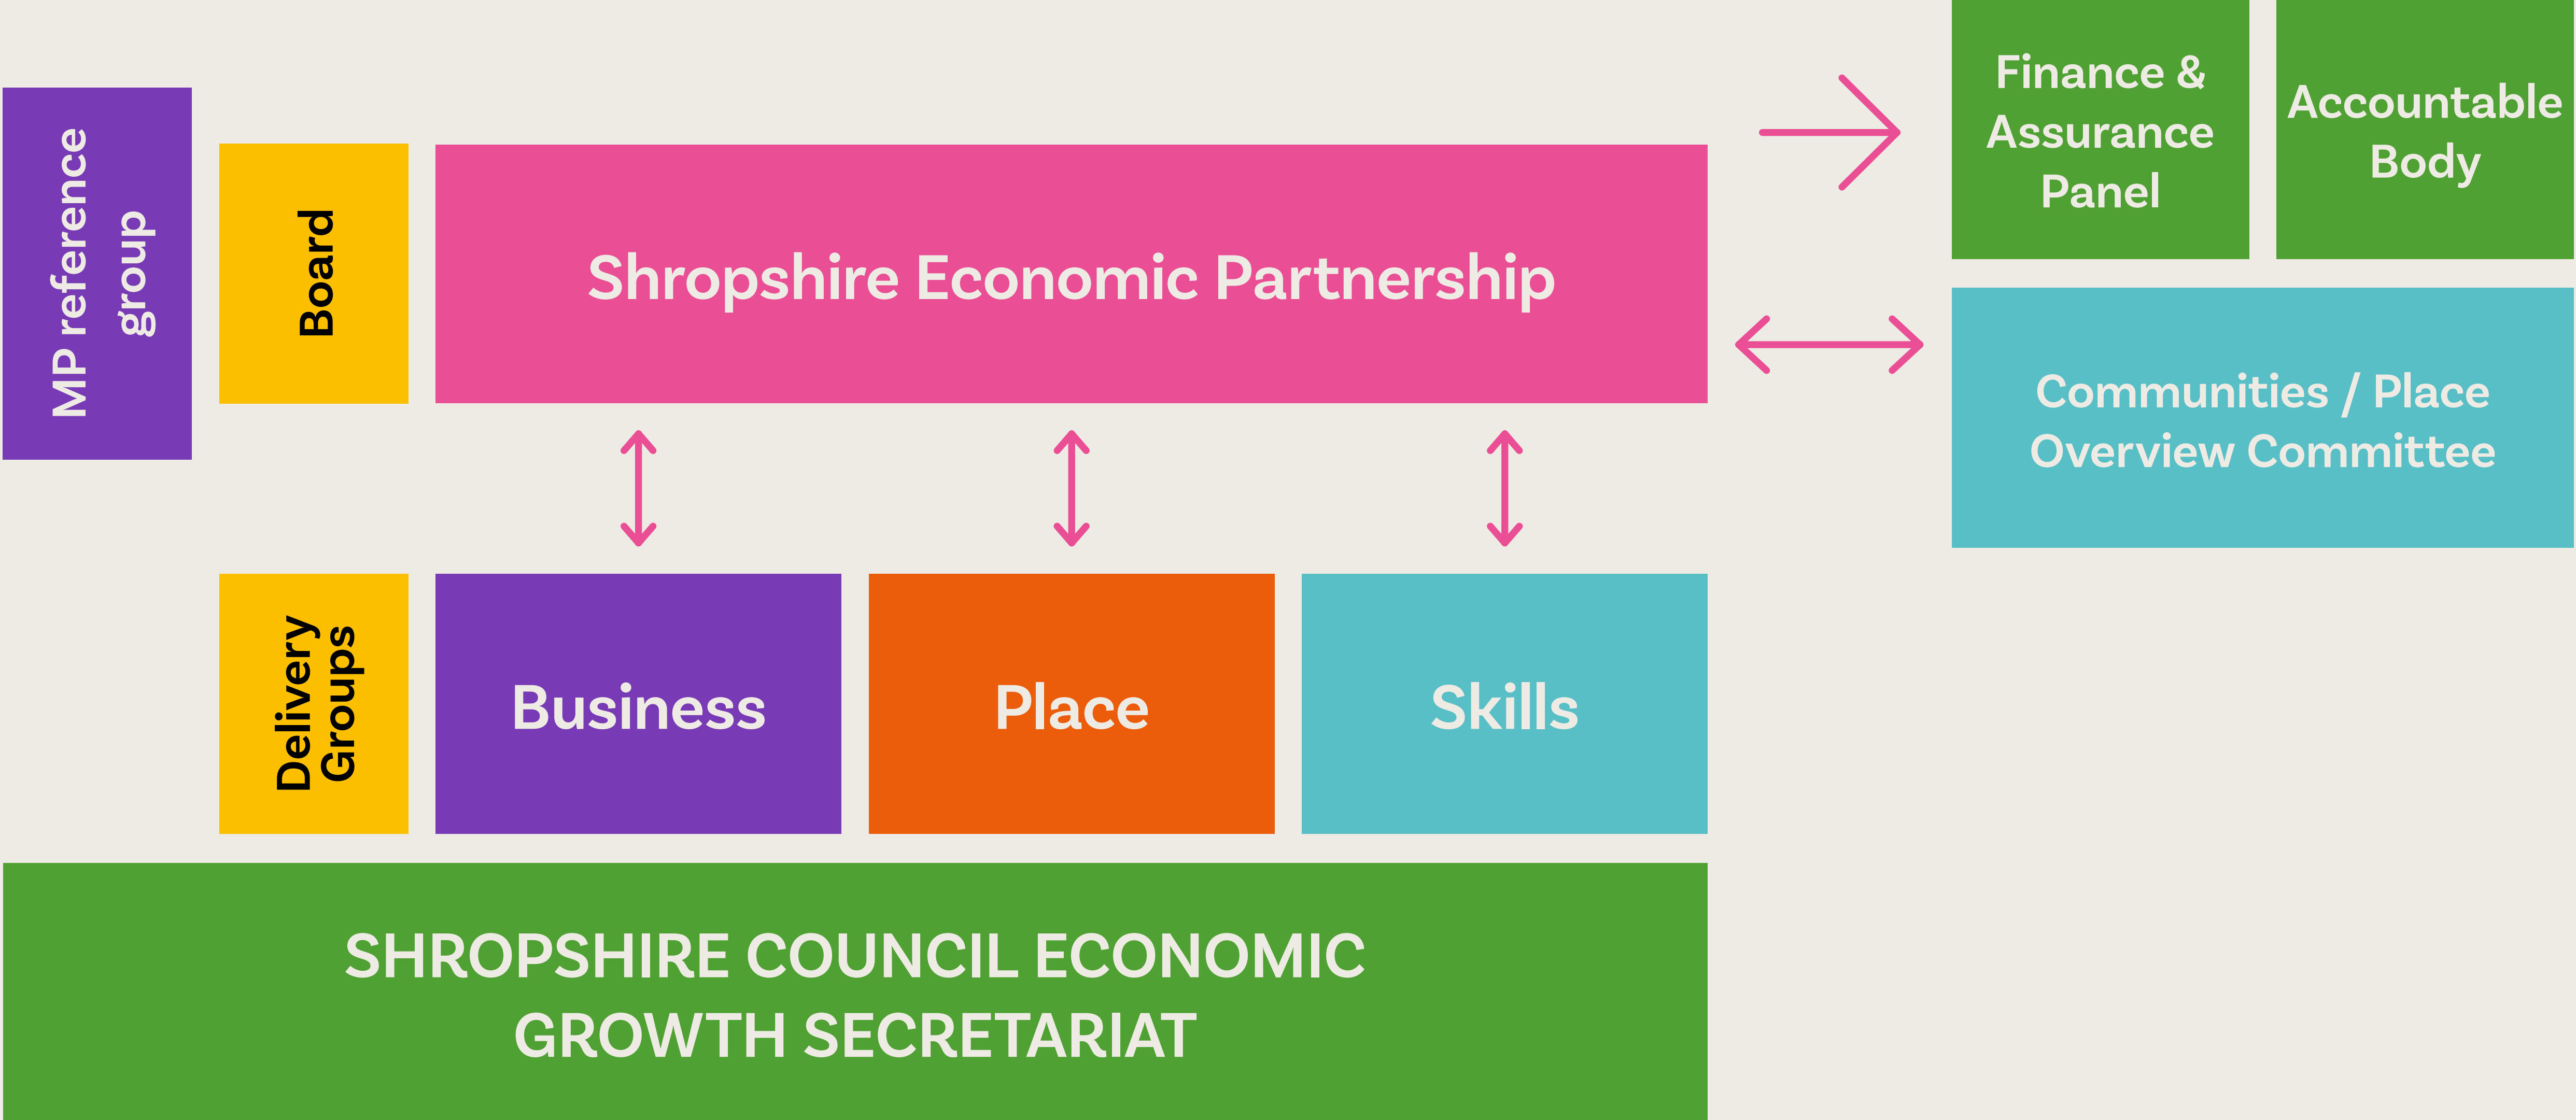 MP reference
group
Board
Shropshire Economic Partnership
Finance &
Assurance
Panel
Accountable
Body
Communities / Place
Overview Committee
Delivery
Groups
Business
Place
Skills
SHROPSHIRE COUNCIL ECONOMIC
GROWTH SECRETARIAT